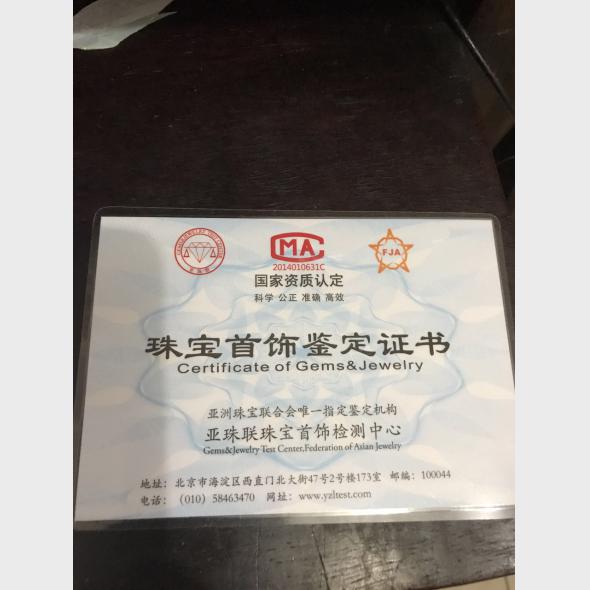 CMA
2014010631C
FJA
国家资质认定
科学 公正 准确 高效
珠宝首饰鉴定证书
Certificate of Gems&Jewelry
亚洲珠宝联合会唯一指定鉴定机构
亚珠联珠宝首饰检测中心
Gems&Jewelry Test Center,Federation of Asian Jewelry
地址：北京市海淀区西直门北大街47号2号楼173室 邮编：100044
电话：（010）58463470 网址：www.yzltest.com